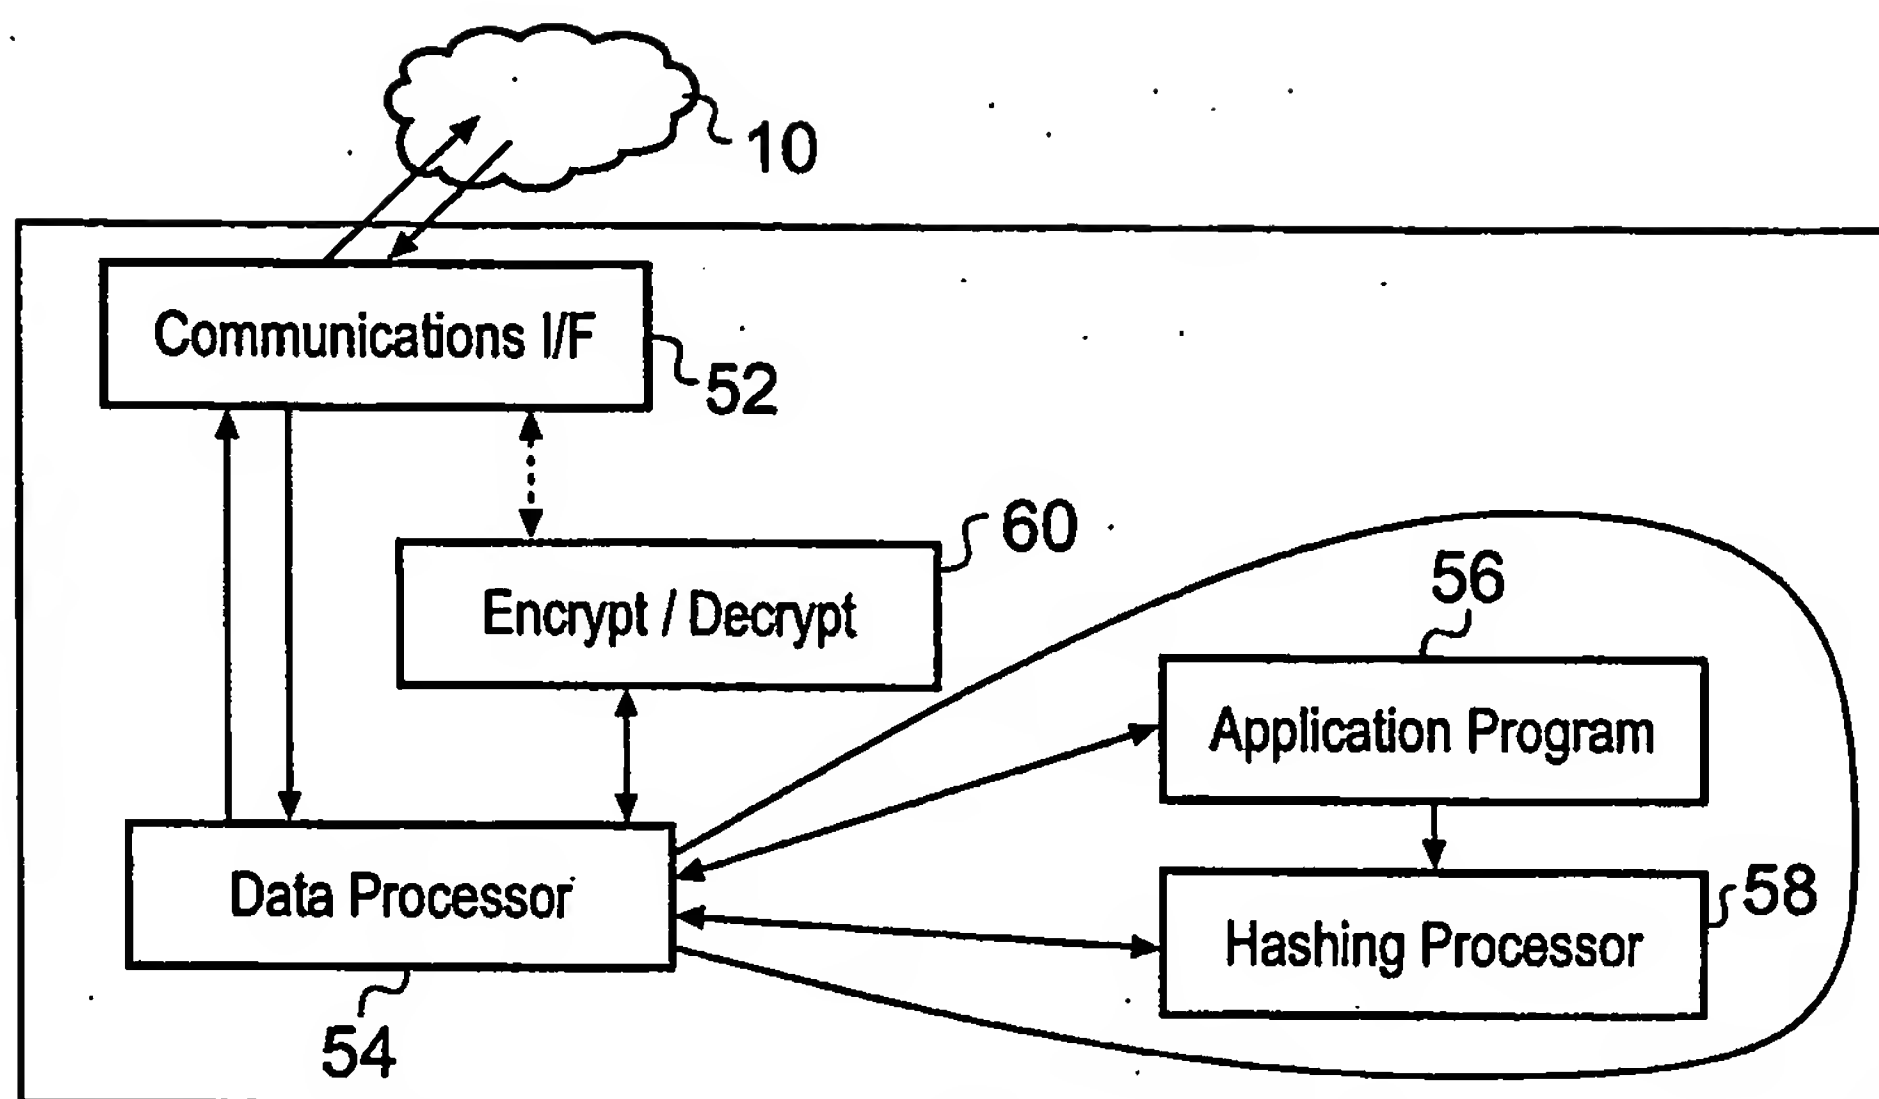 10
Communications I/F
52
60
Encrypt / Decrypt
56
Application Program
Data Processor
58
Hashing Processor
54